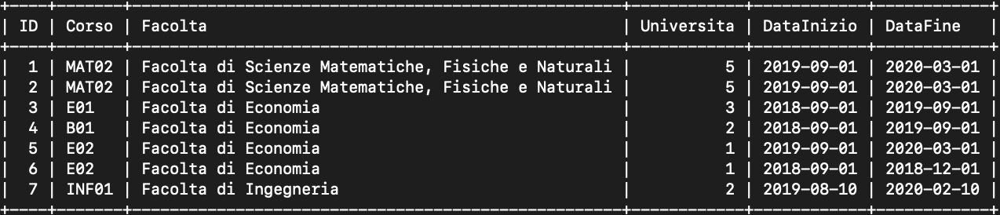 +----+-------+----------------------------------------------------+------------+------------+------------+
| ID | Corso | Facolta                                            | Universita | DataInizio | DataFine   |
+----+-------+----------------------------------------------------+------------+------------+------------+
|  1 | MAT02 | Facolta di Scienze Matematiche, Fisiche e Naturali |          5 | 2019-09-01 | 2020-03-01 |
|  2 | MAT02 | Facolta di Scienze Matematiche, Fisiche e Naturali |          5 | 2019-09-01 | 2020-03-01 |
|  3 | E01   | Facolta di Economia                                |          3 | 2018-09-01 | 2019-09-01 |
|  4 | B01   | Facolta di Economia                                |          2 | 2018-09-01 | 2019-09-01 |
|  5 | E02   | Facolta di Economia                                |          1 | 2019-09-01 | 2020-03-01 |
|  6 | E02   | Facolta di Economia                                |          1 | 2018-09-01 | 2018-12-01 |
|  7 | INF01 | Facolta di Ingegneria                              |          2 | 2019-08-10 | 2020-02-10 |
+----+-------+----------------------------------------------------+------------+------------+------------+